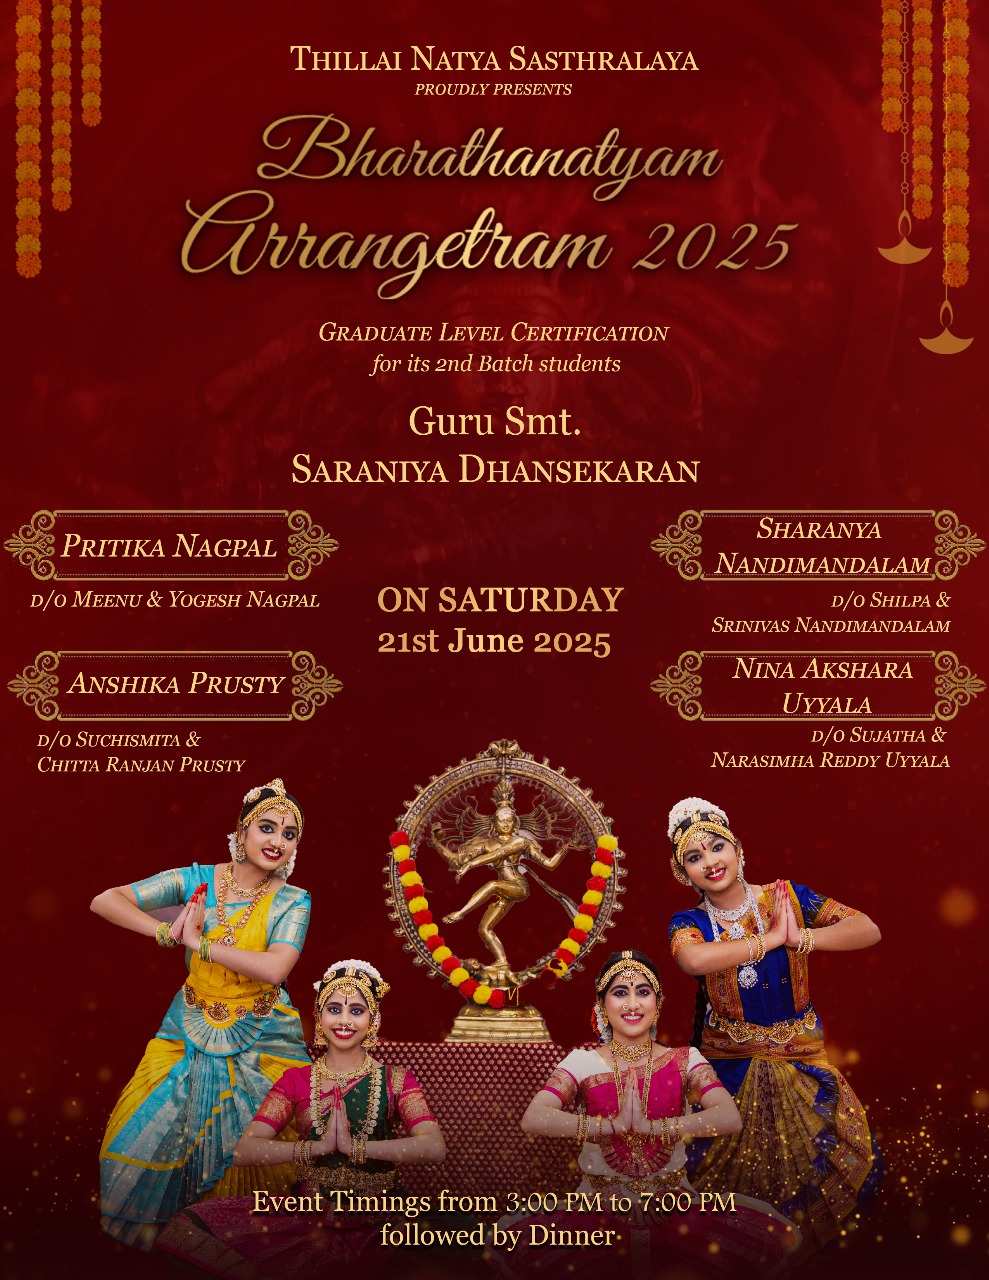 Thillai Natya Sasthralaya
PROUDLY PRESENTS
Bharathanatyam
Arrangetram 2025
Graduate Level Certification
for its 2nd Batch students
Guru Smt.
Saraniya Dhansekaran
Pritika Nagpal
d/o Meenu & Yogesh Nagpal
Anshika Prusty
d/o Suchismita &
Chitta Ranjan Prusty
ON SATURDAY
21st June 2025
Sharanya
Nandimandalam
d/o Shilpa &
Srinivas Nandimandalam
Nina Akshara
Uyyala
d/o Sujatha &
Narasimha Reddy Uyyala
Event Timings from 3:00 PM to 7:00 PM
followed by Dinner